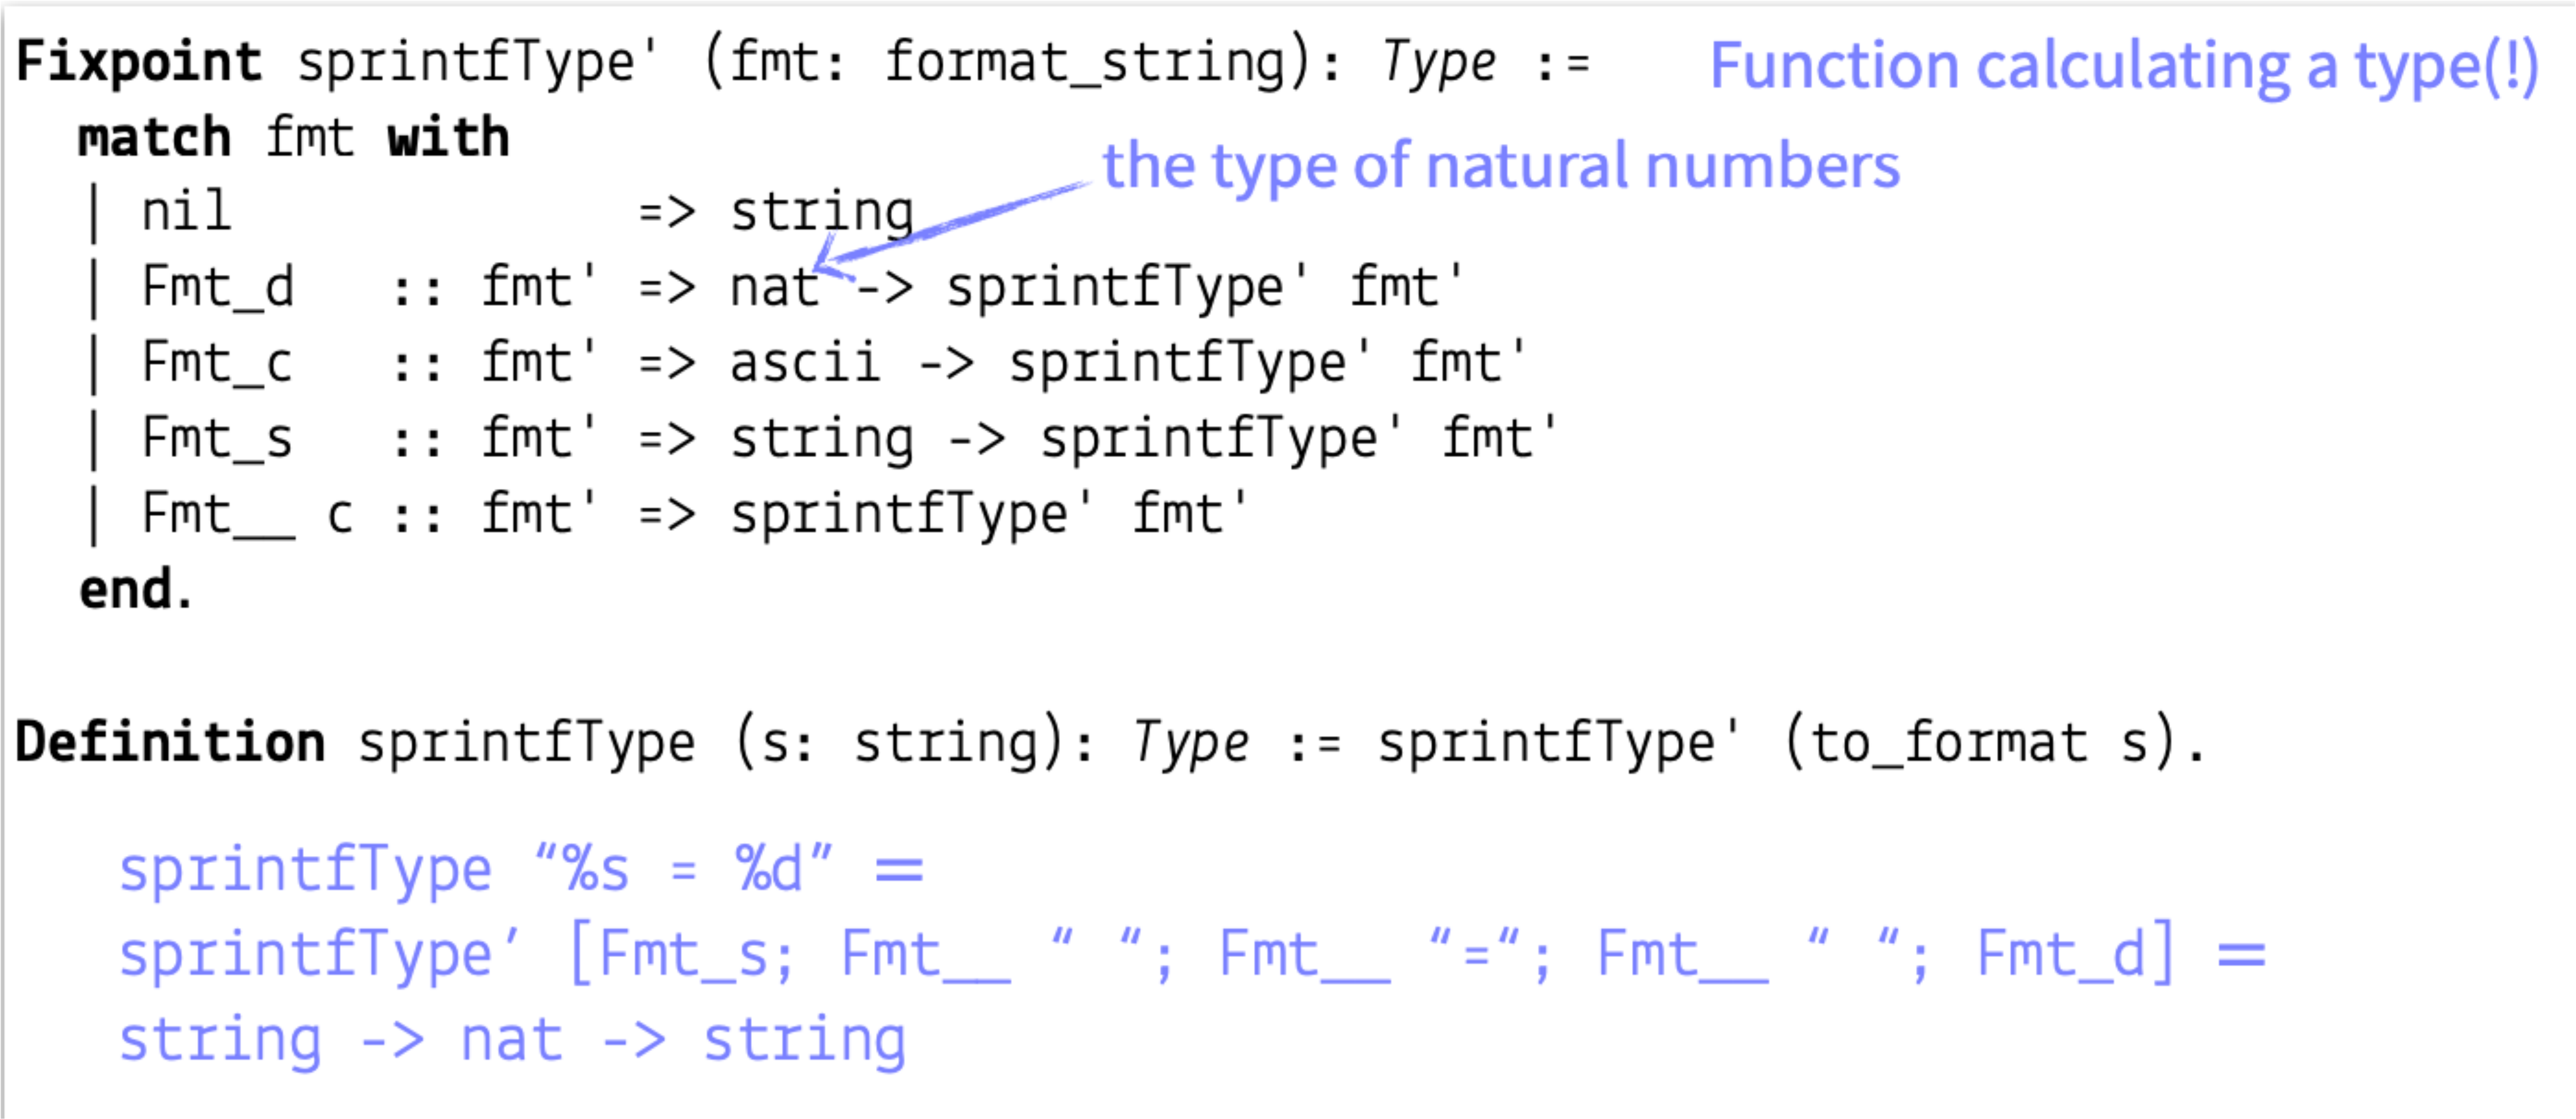 Fixpoint sprintfType' (fmt: format_string): Type := Function calculating a type(!)
match fmt with
the type of natural numbers
| nil => string
| Fmt_d :: fmt' => nat -> sprintfType' fmt'
| Fmt_c :: fmt' => ascii -> sprintfType' fmt'
| Fmt_s :: fmt' => string -> sprintfType' fmt'
| Fmt__ c :: fmt' => sprintfType' fmt'
end.
Definition sprintfType (s: string): Type := sprintfType' (to_format s).
sprintfType “%s = %d” =
sprintfType’ [Fmt_s; Fmt__ “ “; Fmt__ “=“; Fmt__ “ “; Fmt_d] =
string -> nat -> string